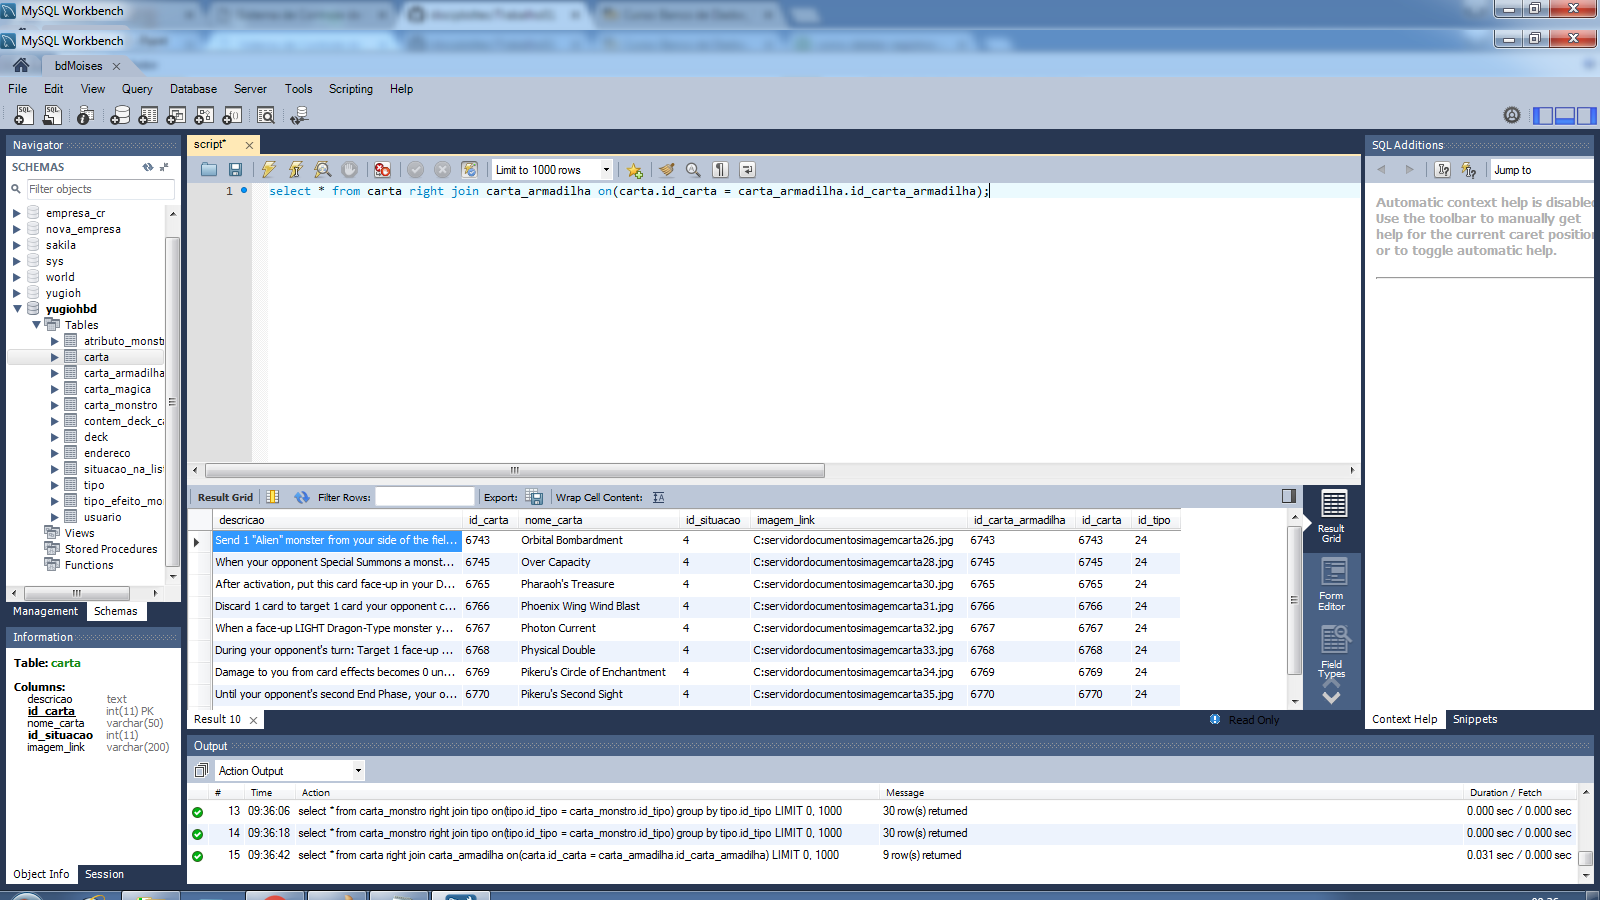 MySQL Workbench
MySQL Workbench
bdMoises
File Edit View Query Database Server Tools Scripting Help
Navigator
SCHEMAS
Filter objects
empresa_cr
nova_empresa
sakila
sys
world
yugioh
yugiohbd
Tables
atributo_monst
carta
carta_armadilha
carta_magica
carta_monstro
contem_deck_ca
deck
endereco
situacao_na_lis
tipo
tipo_efeito_mo
usuario
Views
Stored Procedures
Functions
Management Schemas
Information
Table: carta
Columns:
descricao text
id_carta int(11) PK
nome_carta varchar(50)
id_situacao int(11)
imagem_link varchar(200)
Object Info Session
script*
Limit to 1000 rows
1 select * from carta right join carta_armadilha on(carta.id_carta = carta_armadilha.id_carta_armadilha);
Result Grid Filter Rows: Export: Wrap Cell Content:
descricao id_carta nome_carta id_situacao imagem_link id_carta_armadilha id_carta id_tipo
Send 1 "Alien" monster from your side of the fiel... 6743 Orbital Bombardment 4 C:servidordocumentosimagemcarta26.jpg 6743 6743 24
When your opponent Special Summons a monst... 6745 Over Capacity 4 C:servidordocumentosimagemcarta28.jpg 6745 6745 24
After activation, put this card face-up in your D... 6765 Pharaoh's Treasure 4 C:servidordocumentosimagemcarta30.jpg 6765 6765 24
Discard 1 card to target 1 card your opponent c... 6766 Phoenix Wing Wind Blast 4 C:servidordocumentosimagemcarta31.jpg 6766 6766 24
When a face-up LIGHT Dragon-Type monster y... 6767 Photon Current 4 C:servidordocumentosimagemcarta32.jpg 6767 6767 24
During your opponent's turn: Target 1 face-up ... 6768 Physical Double 4 C:servidordocumentosimagemcarta33.jpg 6768 6768 24
Damage to you from card effects becomes 0 un... 6769 Pikeru's Circle of Enchantment 4 C:servidordocumentosimagemcarta34.jpg 6769 6769 24
Until your opponent's second End Phase, your o... 6770 Pikeru's Second Sight 4 C:servidordocumentosimagemcarta35.jpg 6770 6770 24
Result Grid
Form Editor
Field Types
Result 10
Read Only
SQL Additions
Jump to
Automatic context help is disabled
Use the toolbar to manually get
help for the current caret position
or to toggle automatic help.
Context Help Snippets
Output
Action Output
# Time Action Message Duration / Fetch
13 09:36:06 select * from carta_monstro right join tipo on(tipo.id_tipo = carta_monstro.id_tipo) group by tipo.id_tipo LIMIT 0, 1000 30 row(s) returned 0.000 sec / 0.000 sec
14 09:36:18 select * from carta_monstro right join tipo on(tipo.id_tipo = carta_monstro.id_tipo) group by tipo.id_tipo LIMIT 0, 1000 30 row(s) returned 0.000 sec / 0.000 sec
15 09:36:42 select * from carta right join carta_armadilha on(carta.id_carta = carta_armadilha.id_carta_armadilha) LIMIT 0, 1000 9 row(s) returned 0.031 sec / 0.000 sec